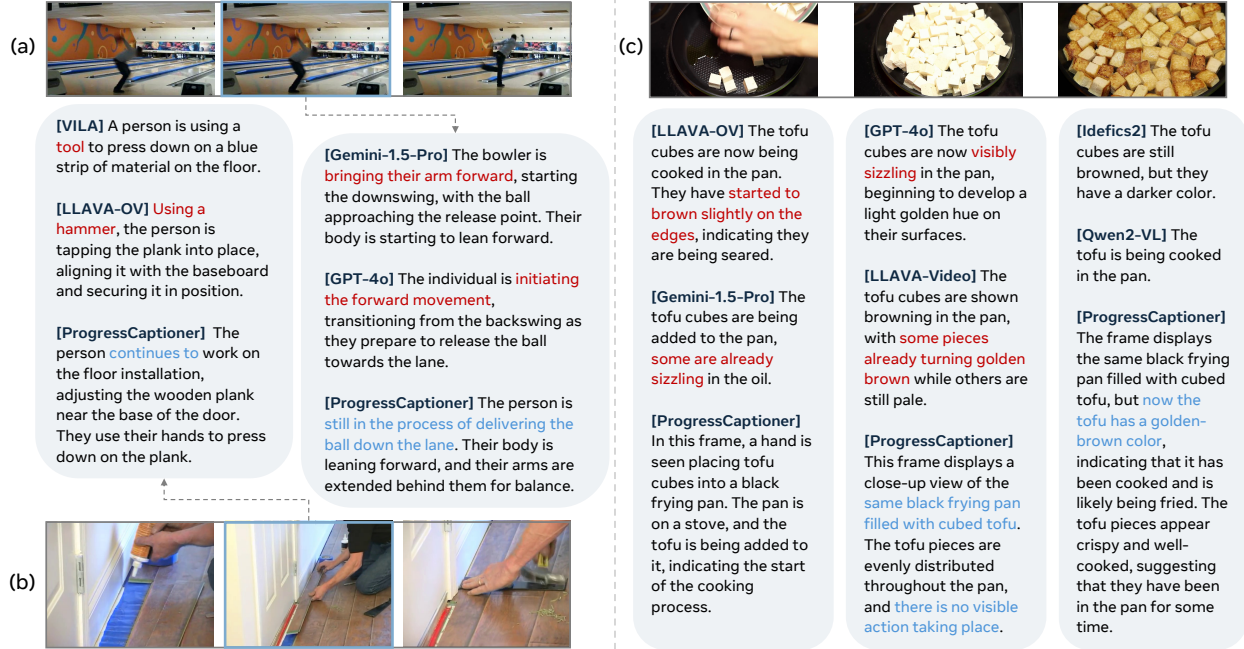 (a)
[VILA] A person is using a
tool to press down on a blue
strip of material on the floor.
[LLAVA-OV] Using a
hammer, the person is
tapping the plank into place,
aligning it with the baseboard
and securing it in position.
[ProgressCaptioner] The
person continues to work on
the floor installation,
adjusting the wooden plank
near the base of the door.
They use their hands to press
down on the plank.
[Gemini-1.5-Pro] The bowler is
bringing their arm forward, starting
the downswing, with the ball
approaching the release point. Their
body is starting to lean forward.
[GPT-4o] The individual is initiating
the forward movement,
transitioning from the backswing as
they prepare to release the ball
towards the lane.
[ProgressCaptioner] The person is
still in the process of delivering the
ball down the lane. Their body is
leaning forward, and their arms are
extended behind them for balance.
(b)
(c)
[LLAVA-OV] The tofu
cubes are now being
cooked in the pan.
They have started to
brown slightly on the
edges, indicating they
are being seared.
[Gemini-1.5-Pro] The
tofu cubes are being
added to the pan,
some are already
sizzling in the oil.
[ProgressCaptioner]
In this frame, a hand is
seen placing tofu
cubes into a black
frying pan. The pan is
on a stove, and the
tofu is being added to
it, indicating the start
of the cooking
process.
[GPT-4o] The tofu
cubes are now visibly
sizzling in the pan,
beginning to develop a
light golden hue on
their surfaces.
[LLAVA-Video] The
tofu cubes are shown
browning in the pan,
with some pieces
already turning golden
brown while others are
still pale.
[ProgressCaptioner]
This frame displays a
close-up view of the
same black frying pan
filled with cubed tofu.
The tofu pieces are
evenly distributed
throughout the pan,
and there is no visible
action taking place.
[Idefics2] The tofu
cubes are still
browned, but they
have a darker color.
[Qwen2-VL] The
tofu is being cooked
in the pan.
[ProgressCaptioner]
The frame displays
the same black frying
pan filled with cubed
tofu, but now the
tofu has a golden-
brown color,
indicating that it has
been cooked and is
likely being fried. The
tofu pieces appear
crispy and well-
cooked, suggesting
that they have been
in the pan for some
time.